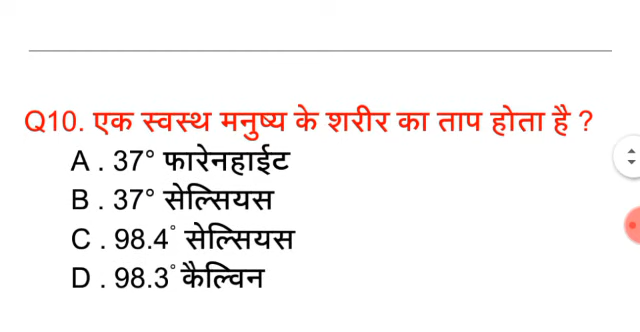 Q10. एक स्वस्थ मनुष्य के शरीर का ताप होता है ?
A . 37° फारेनहाईट
B . 37° सेल्सियस
C . 98.4° सेल्सियस
D . 98.3° कैल्विन